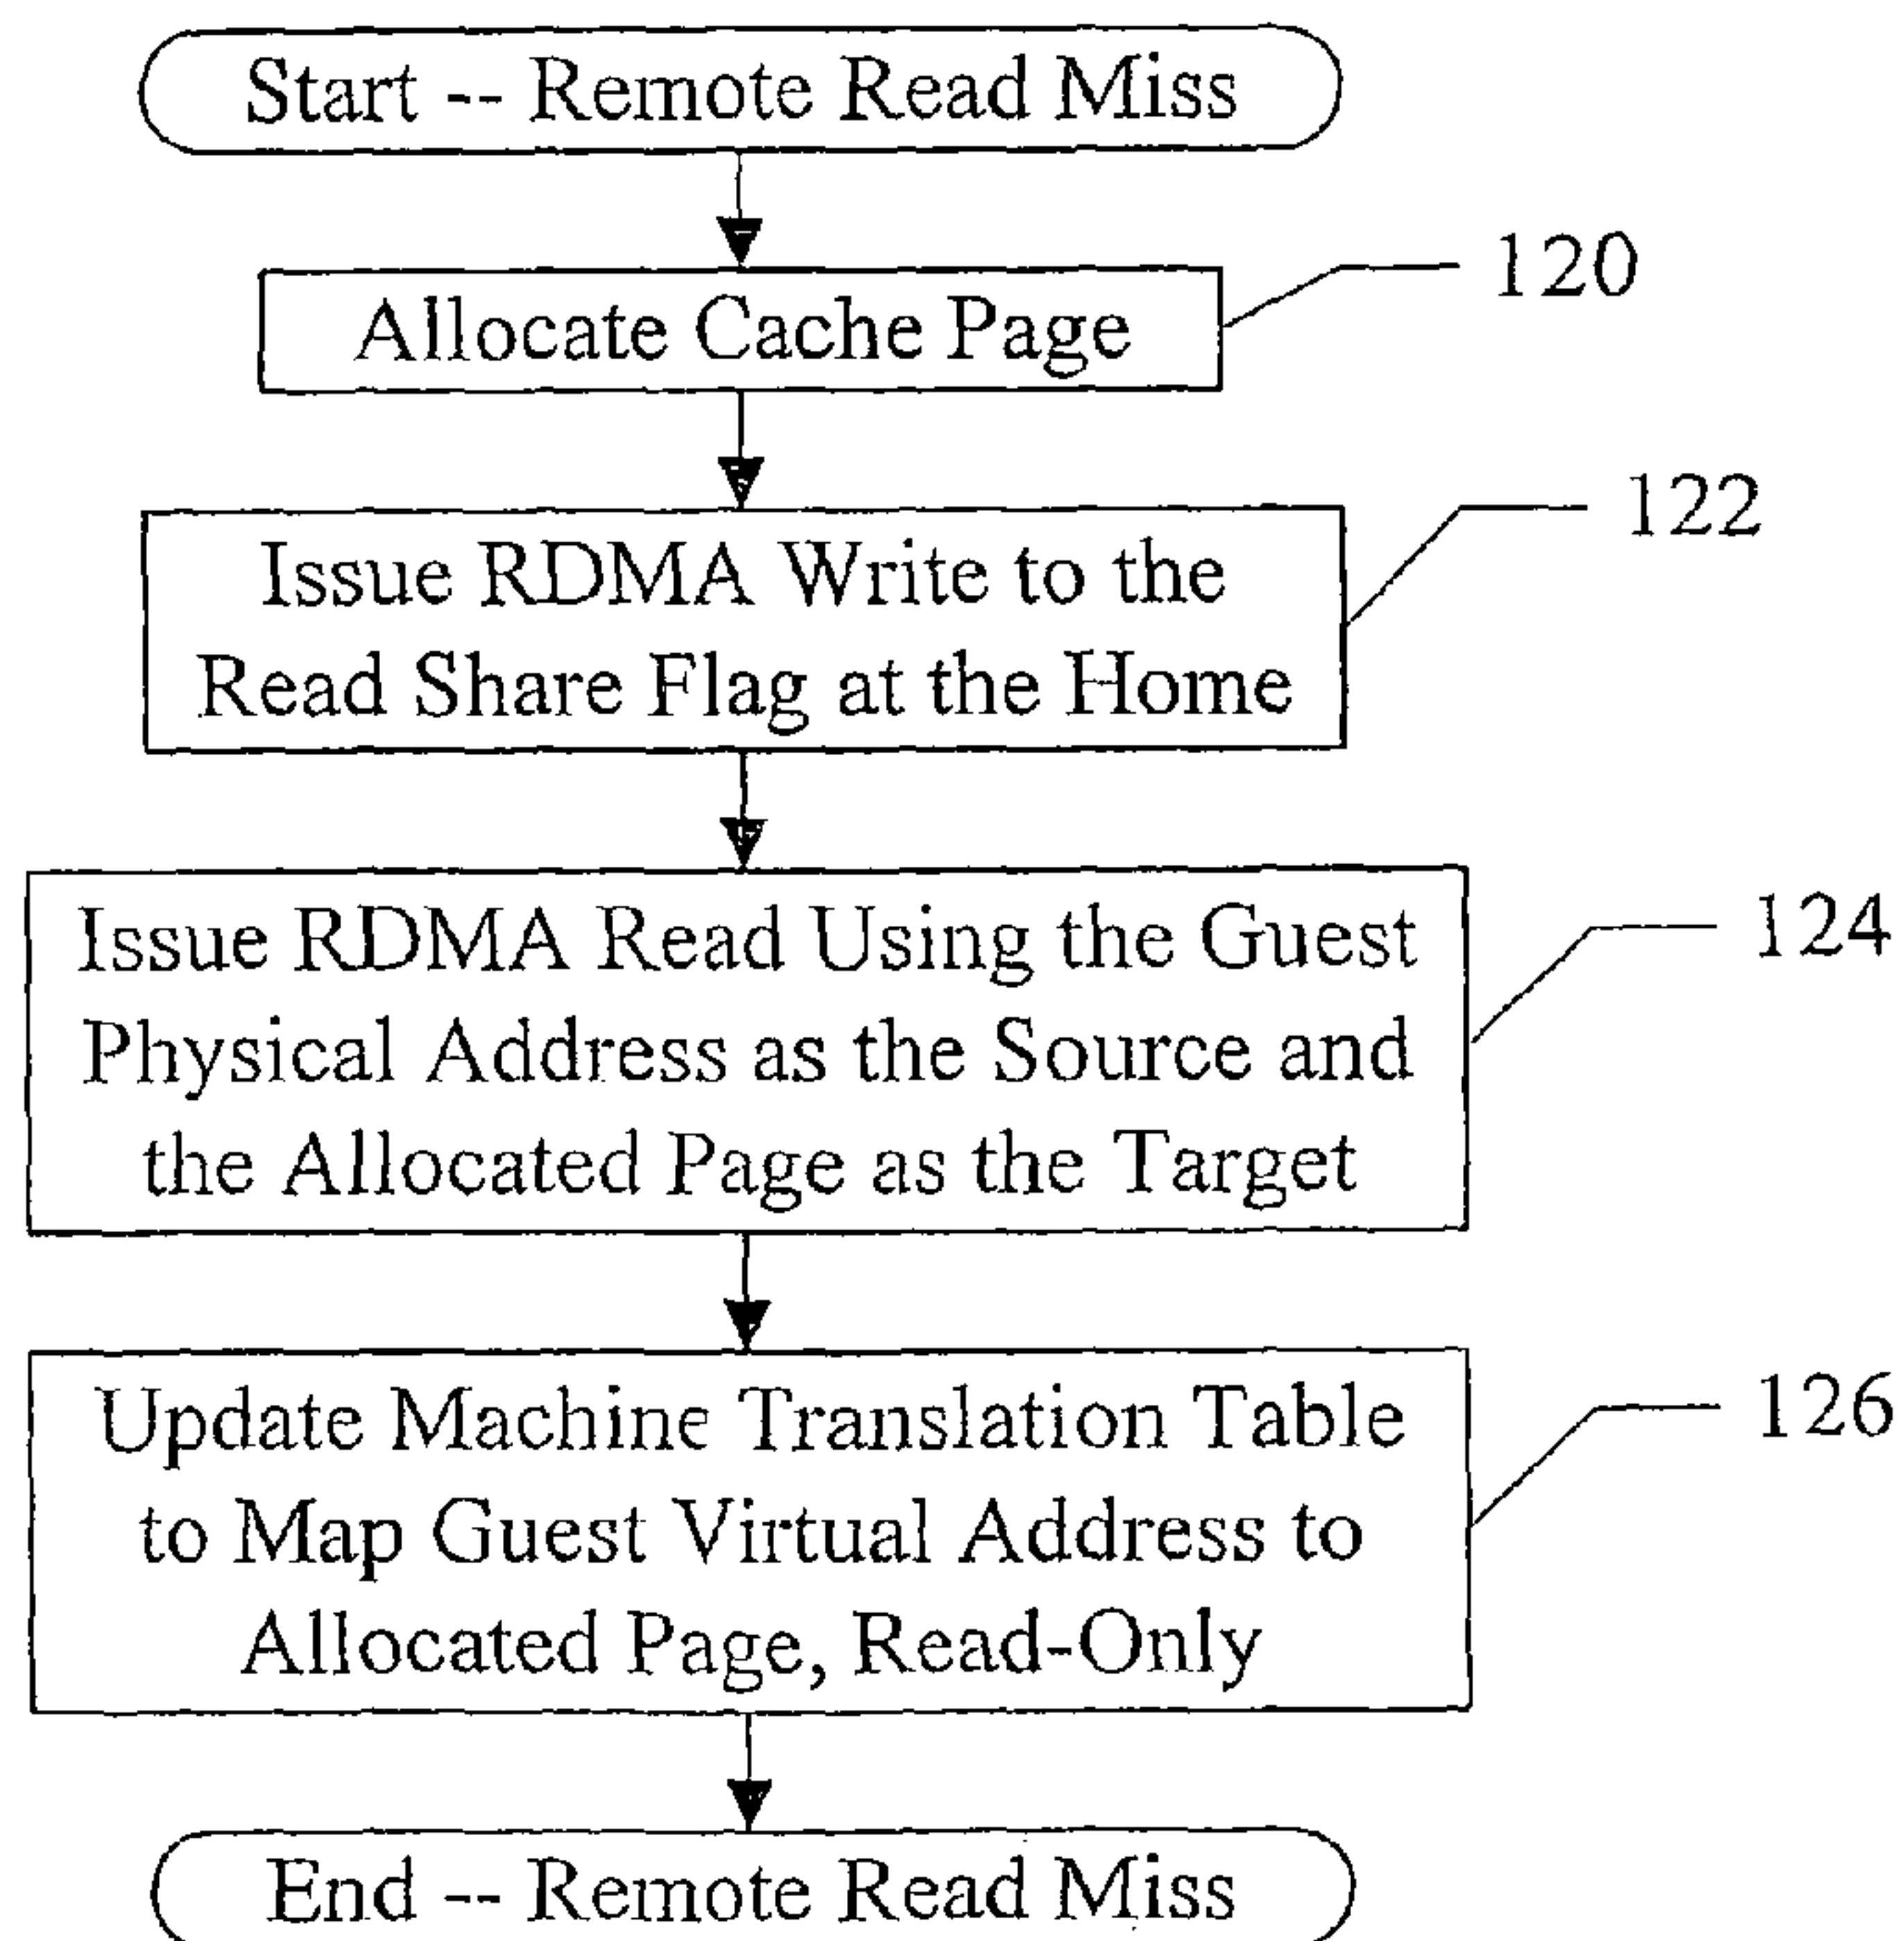 Start -- Remote Read Miss
Allocate Cache Page
120
Issue RDMA Write to the
Read Share Flag at the Home
122
Issue RDMA Read Using the Guest
Physical Address as the Source and
the Allocated Page as the Target
124
Update Machine Translation Table
to Map Guest Virtual Address to
Allocated Page, Read-Only
126
End -- Remote Read Miss